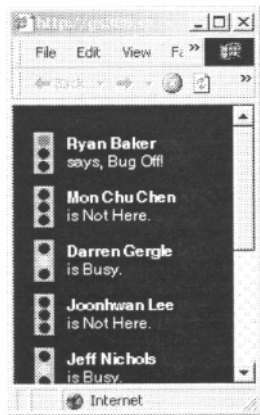 File Edit View
Back
Ryan Baker
says, Bug Off!
Mon Chu Chen
is Not Here.
Darren Gergle
is Busy.
Joonhwan Lee
is Not Here.
Jeff Nichols
is Busy.
Internet